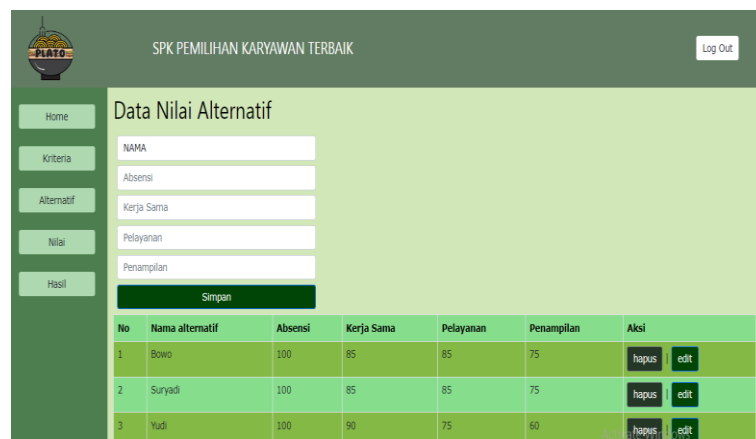 PLATO
SPK PEMILIHAN KARYAWAN TERBAIK
Log Out
Home
Kriteria
Alternatif
Nilai
Hasil
Data Nilai Alternatif
NAMA
Absensi
Kerja Sama
Pelayanan
Penampilan
Simpan
No Nama alternatif Absensi Kerja Sama Pelayanan Penampilan Aksi
1 Bowo 100 85 85 75 hapus | edit
2 Suryadi 100 85 85 75 hapus | edit
3 Yudi 100 90 75 60 hapus | edit